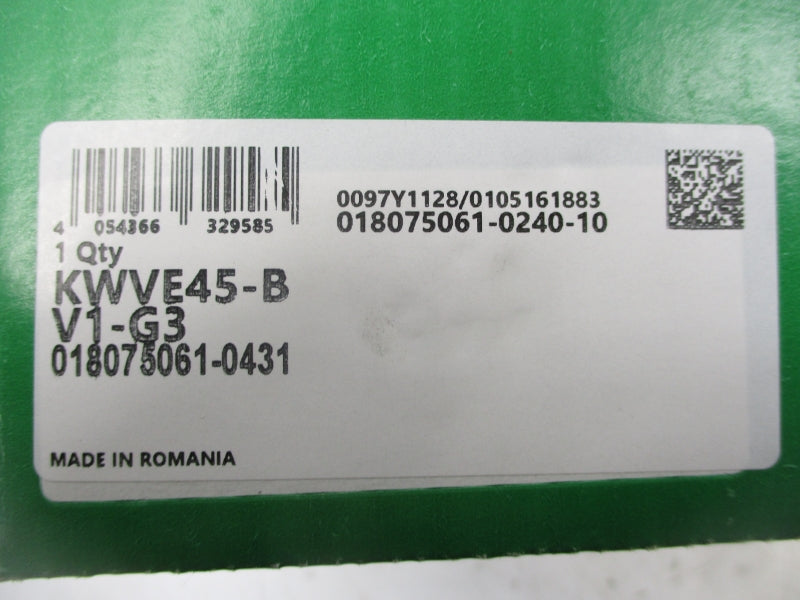 4 054366 329585
1 Qty
KWVE45-B
V1-G3
018075061-0431
0097Y1128/0105161883
018075061-0240-10
MADE IN ROMANIA